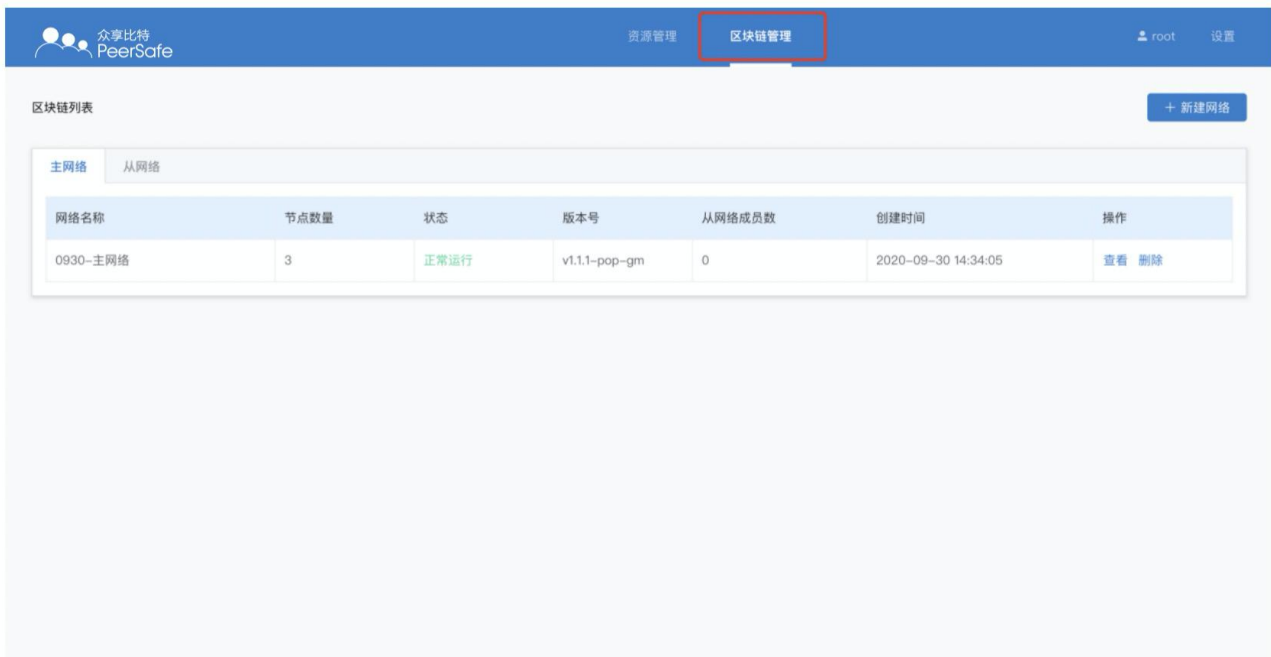 众享比特
PeerSafe
资源管理 区块链管理 root 设置
区块链列表 + 新建网络
主网络 从网络
网络名称 节点数量 状态 版本号 从网络成员数 创建时间 操作
0930-主网络 3 正常运行 v1.1.1-pop-gm 0 2020-09-30 14:34:05 查看 删除